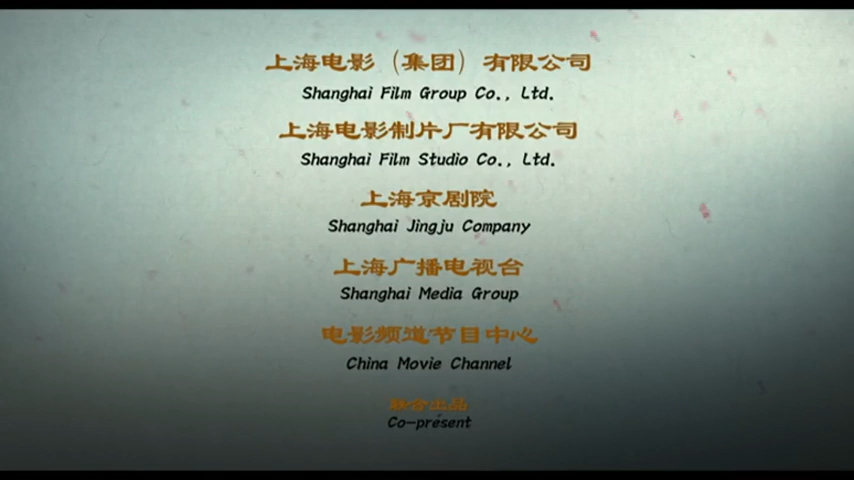 上海电影（集团）有限公司
Shanghai Film Group Co., Ltd.
上海电影制片厂有限公司
Shanghai Film Studio Co., Ltd.
上海京剧院
Shanghai Jingju Company
上海广播电视台
Shanghai Media Group
电影频道节目中心
China Movie Channel
联合出品
Co-present